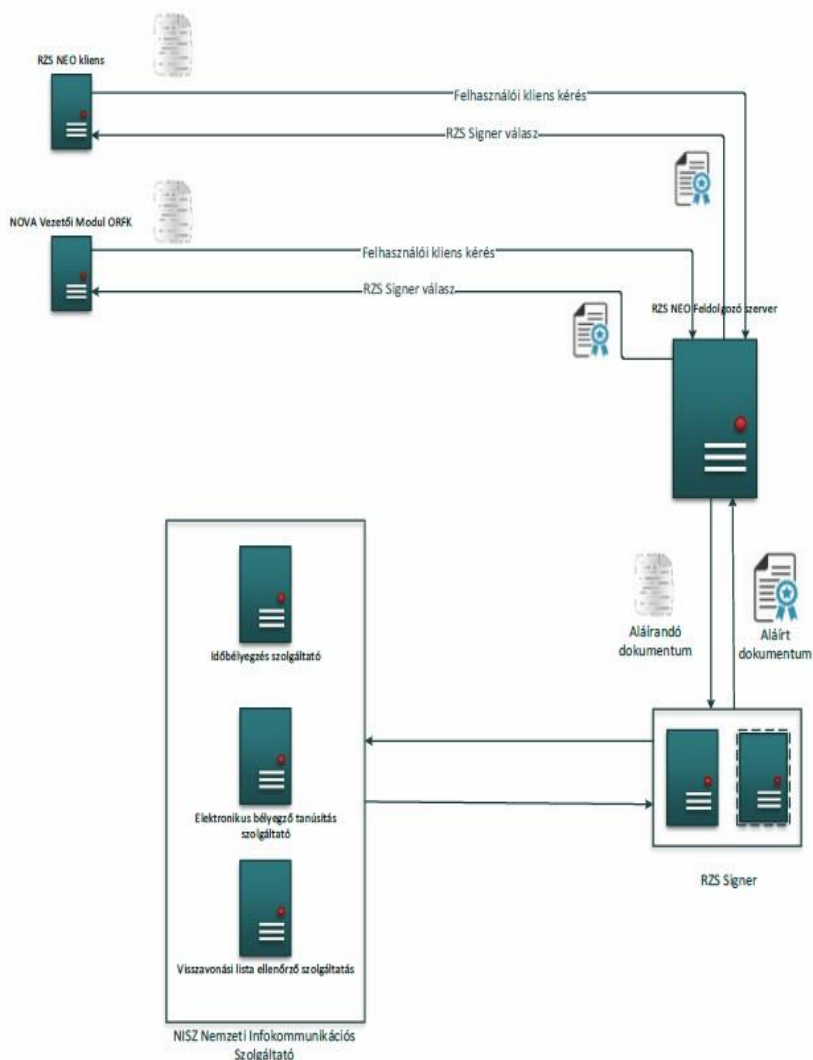 RZS NEO kliens
Felhasználói kliens kérés
RZS Signer válasz
NOVA Vezetői Modul ORFK
Felhasználói kliens kérés
RZS Signer válasz
RZS NEO Feldolgozó szerver
Időbélyegzés szolgáltató
Aláírandó
dokumentum
Aláírt
dokumentum
Elektronikus bélyegző tanúsítás
szolgáltató
RZS Signer
Visszavonási lista ellenőrző szolgáltatás
NISZ Nemzeti Infokommunikációs
Szolgáltató